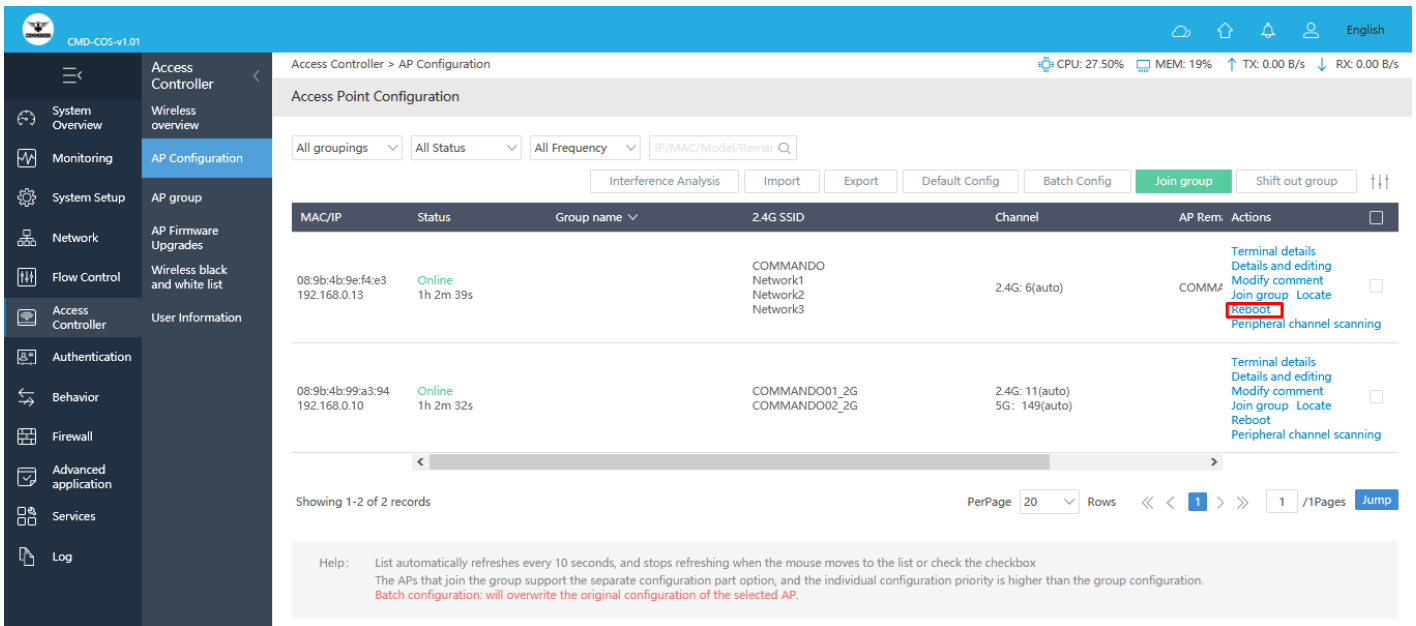 CMD-COS-v1.01
English
Access Controller > AP Configuration
CPU: 27.50% MEM: 19% TX: 0.00 B/s RX: 0.00 B/s
System
Overview
Monitoring
System Setup
Network
Flow Control
Access
Controller
Authentication
Behavior
Firewall
Advanced
application
Services
Log
Access
Controller
Wireless
overview
AP Configuration
AP group
AP Firmware
Upgrades
Wireless black
and white list
User Information
Access Point Configuration
All groupings All Status All Frequency IP/MAC/Model/Remar
Interference Analysis Import Export Default Config Batch Config Join group Shift out group
MAC/IP Status Group name 2.4G SSID Channel AP Rem Actions
08:9b:4b:9e:f4:e3
192.168.0.13
Online
1h 2m 39s
COMMANDO
Network1
Network2
Network3
2.4G: 6(auto)
COMMA
Terminal details
Details and editing
Modify comment
Join group Locate
Reboot
Peripheral channel scanning
08:9b:4b:99:a3:94
192.168.0.10
Online
1h 2m 32s
COMMANDO01_2G
COMMANDO02_2G
2.4G: 11(auto)
5G: 149(auto)
Terminal details
Details and editing
Modify comment
Join group Locate
Reboot
Peripheral channel scanning
Showing 1-2 of 2 records
PerPage 20 Rows 1 1 /1Pages Jump
Help: List automatically refreshes every 10 seconds, and stops refreshing when the mouse moves to the list or check the checkbox
The APs that join the group support the separate configuration part option, and the individual configuration priority is higher than the group configuration.
Batch configuration: will overwrite the original configuration of the selected AP.